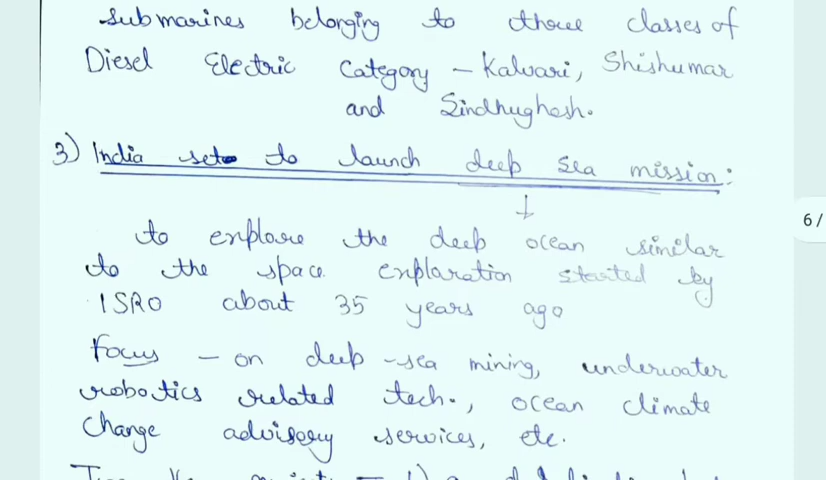 submarines belonging to those classes of
Diesel Electric Category - Kalvari, Shishumar
and Sindhughosh.
3) India set to launch deep sea mission:
to explore the deep ocean similar
to the space exploration started by
ISRO about 35 years ago
6/
Focus - on deep-sea mining, underwater
robotics related tech., ocean climate
change advisory services, etc.